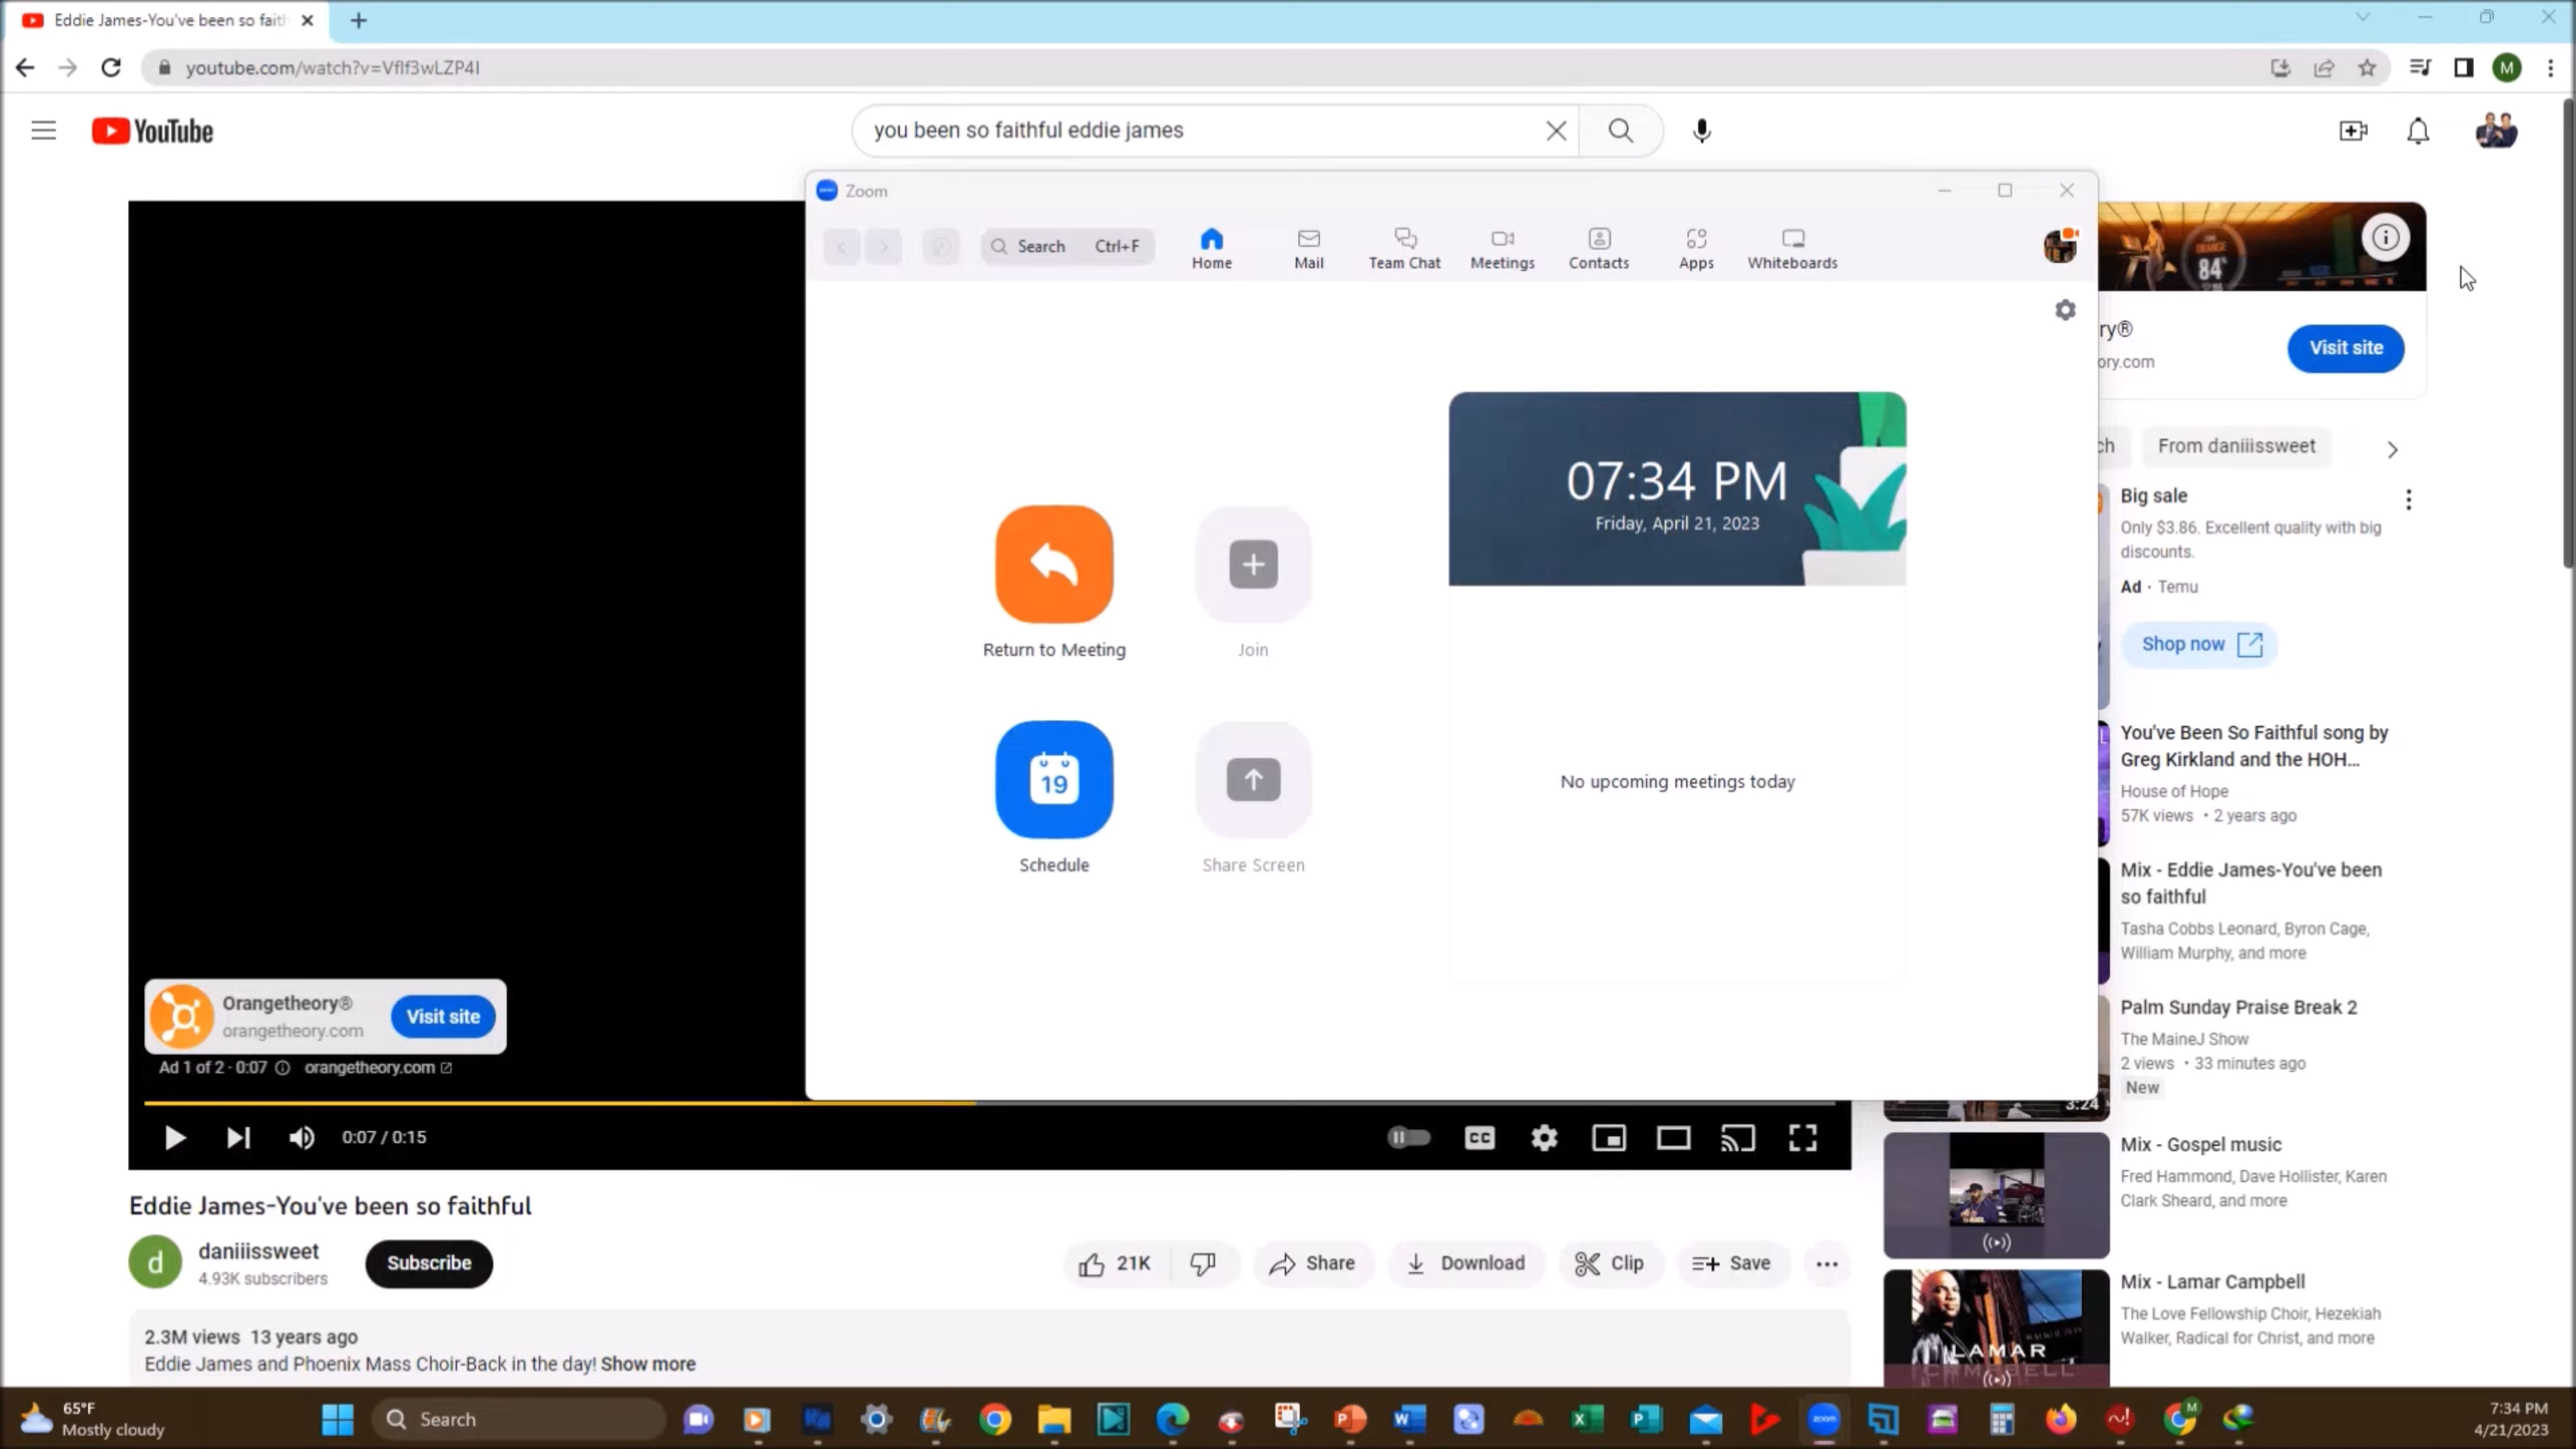 Eddie James-You've been so faith
youtube.com/watch?v=Vflf3wLZP4I
M
YouTube
you been so faithful eddie james
Zoom
Search Ctrl+F
Home
Mail
Team Chat
Meetings
Contacts
Apps
Whiteboards
84%
ry®
ory.com
Visit site
07:34 PM
Friday, April 21, 2023
Return to Meeting
Join
19
Schedule
Share Screen
No upcoming meetings today
ch
From daniiissweet
Big sale
Only $3.86. Excellent quality with big
discounts.
Ad · Temu
Shop now
You've Been So Faithful song by
Greg Kirkland and the HOH...
House of Hope
57K views • 2 years ago
Mix - Eddie James-You've been
so faithful
Tasha Cobbs Leonard, Byron Cage,
William Murphy, and more
Palm Sunday Praise Break 2
The MaineJ Show
2 views • 33 minutes ago
New
3:24
Mix - Gospel music
Fred Hammond, Dave Hollister, Karen
Clark Sheard, and more
Mix - Lamar Campbell
The Love Fellowship Choir, Hezekiah
Walker, Radical for Christ, and more
LAMAR
CAMPBELL
Orangetheory®
orangetheory.com
Visit site
Ad 1 of 2 · 0:07 orangetheory.com
0:07 / 0:15
CC
Eddie James-You've been so faithful
d
daniiissweet
4.93K subscribers
Subscribe
21K
Share
Download
Clip
Save
2.3M views 13 years ago
Eddie James and Phoenix Mass Choir-Back in the day! Show more
65°F
Mostly cloudy
Search
zoom
M
7:34 PM
4/21/2023